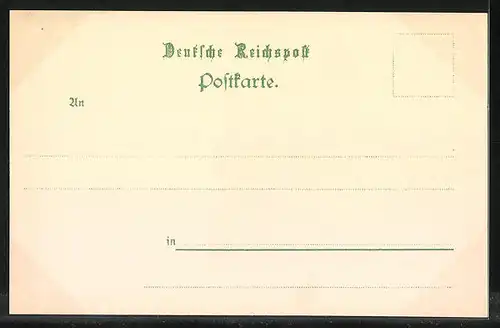 Deutſche Reichspoſt
Poſtkarte.
An
in